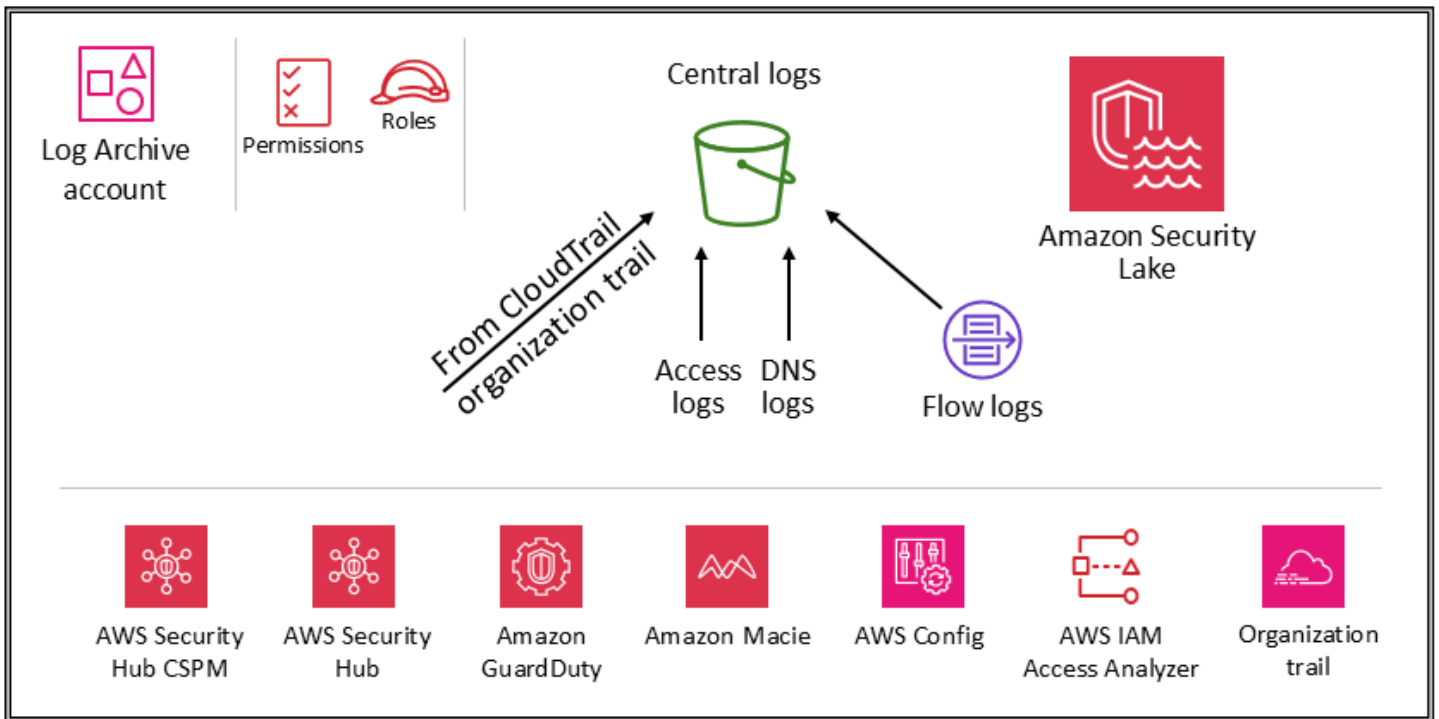 Log Archive
account
Permissions
Roles
Central logs
Amazon Security
Lake
From CloudTrail
organization trail
Access
logs
DNS
logs
Flow logs
AWS Security
Hub CSPM
AWS Security
Hub
Amazon
GuardDuty
Amazon Macie
AWS Config
AWS IAM
Access Analyzer
Organization
trail